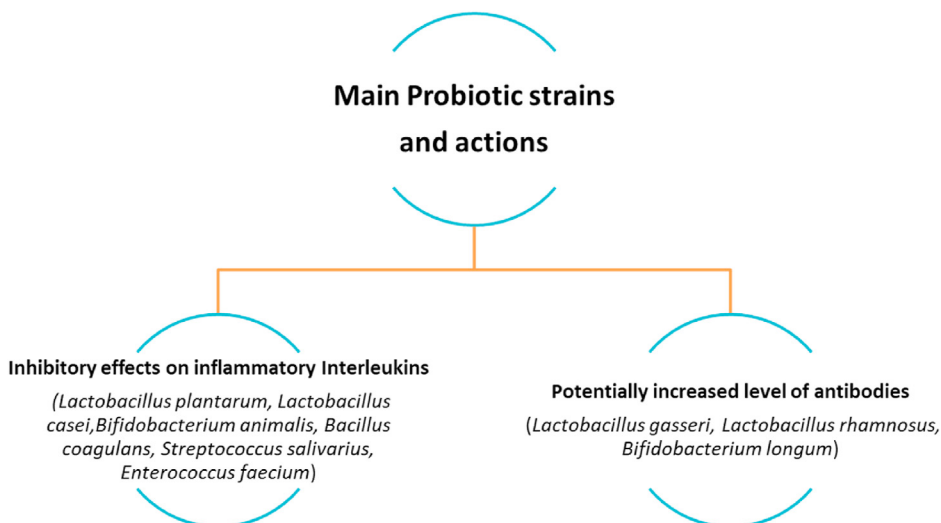 Main Probiotic strains
and actions
Inhibitory effects on inflammatory Interleukins
(Lactobacillus plantarum, Lactobacillus
casei,Bifidobacterium animalis, Bacillus
coagulans, Streptococcus salivarius,
Enterococcus faecium)
Potentially increased level of antibodies
(Lactobacillus gasseri, Lactobacillus rhamnosus,
Bifidobacterium longum)